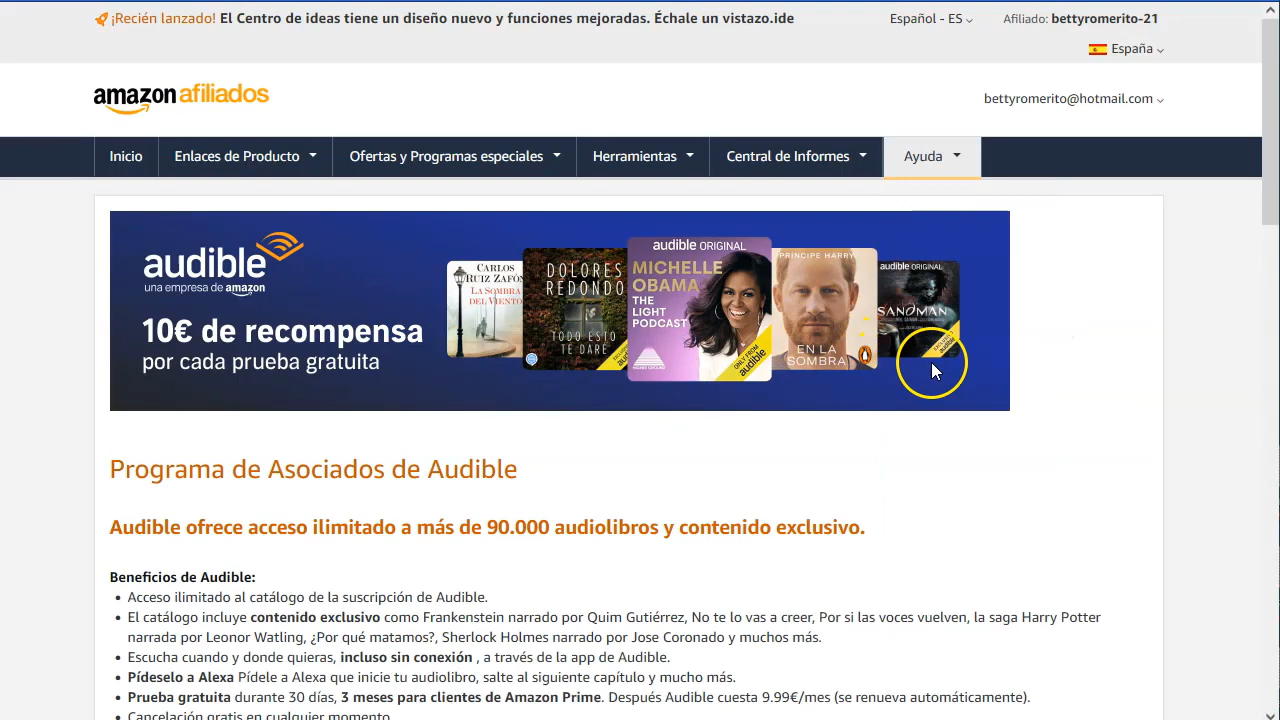 ¡Recién lanzado! El Centro de ideas tiene un diseño nuevo y funciones mejoradas. Échale un vistazo.ide
Español - ES
Afiliado: bettyromerito-21
España
amazon afiliados
bettyromerito@hotmail.com
Inicio
Enlaces de Producto
Ofertas y Programas especiales
Herramientas
Central de Informes
Ayuda
audible
una empresa de amazon
10€ de recompensa
por cada prueba gratuita
CARLOS
RUIZ ZAFÓN
LA SOMBRA
DEL VIENTO
DOLORES
REDONDO
TODO ESTO
TE DARÉ
audible ORIGINAL
MICHELLE
OBAMA
THE
LIGHT
PODCAST
HIGHER GROUND
ONLY FROM
audible
PRÍNCIPE HARRY
EN LA
SOMBRA
audible ORIGINAL
SANDMAN
audible
Programa de Asociados de Audible
Audible ofrece acceso ilimitado a más de 90.000 audiolibros y contenido exclusivo.
Beneficios de Audible:
Acceso ilimitado al catálogo de la suscripción de Audible.
El catálogo incluye contenido exclusivo como Frankenstein narrado por Quim Gutiérrez, No te lo vas a creer, Por si las voces vuelven, la saga Harry Potter
narrada por Leonor Watling, ¿Por qué matamos?, Sherlock Holmes narrado por Jose Coronado y muchos más.
Escucha cuando y donde quieras, incluso sin conexión , a través de la app de Audible.
Pídeselo a Alexa Pídele a Alexa que inicie tu audiolibro, salte al siguiente capítulo y mucho más.
Prueba gratuita durante 30 días, 3 meses para clientes de Amazon Prime. Después Audible cuesta 9.99€/mes (se renueva automáticamente).
Cancelación gratis en cualquier momento.